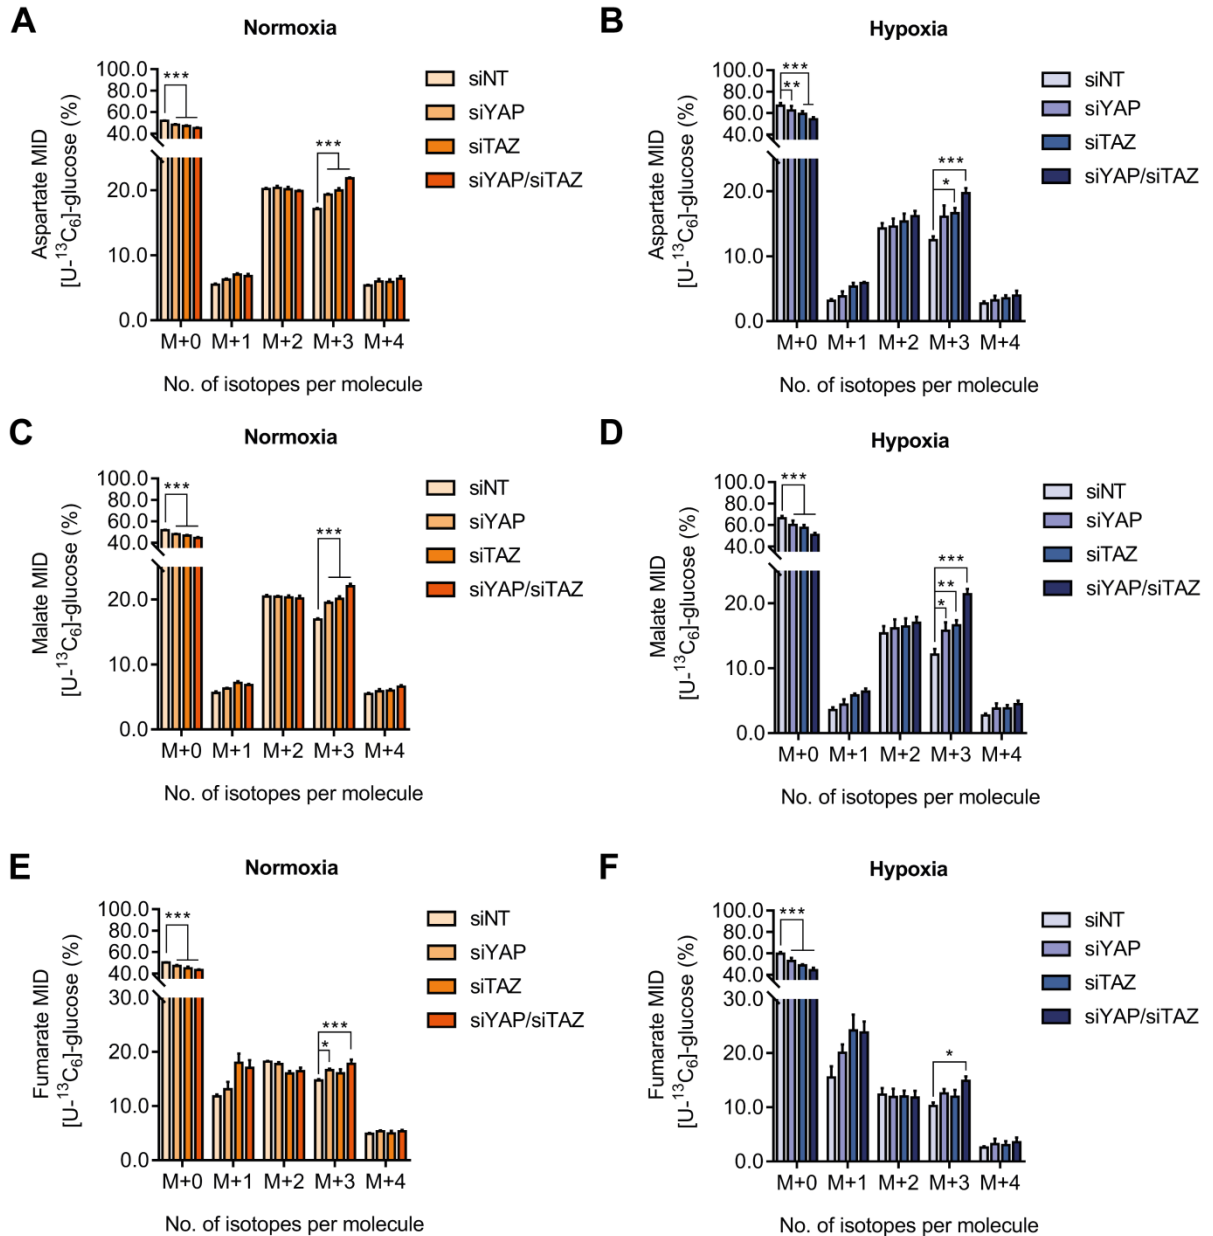 A
Normoxia
Aspartate MID
[U-¹³C₆]-glucose (%)
100.0
80.0
60.0
40.0
20.0
10.0
0.0
***
***
M+0 M+1 M+2 M+3 M+4
No. of isotopes per molecule
siNT
siYAP
siTAZ
siYAP/siTAZ
B
Hypoxia
Aspartate MID
[U-¹³C₆]-glucose (%)
100.0
80.0
60.0
40.0
20.0
10.0
0.0
***
**
***
*
M+0 M+1 M+2 M+3 M+4
No. of isotopes per molecule
siNT
siYAP
siTAZ
siYAP/siTAZ
C
Normoxia
Malate MID
[U-¹³C₆]-glucose (%)
100.0
80.0
60.0
40.0
20.0
10.0
0.0
***
***
M+0 M+1 M+2 M+3 M+4
No. of isotopes per molecule
siNT
siYAP
siTAZ
siYAP/siTAZ
D
Hypoxia
Malate MID
[U-¹³C₆]-glucose (%)
100.0
80.0
60.0
40.0
20.0
10.0
0.0
***
***
**
*
M+0 M+1 M+2 M+3 M+4
No. of isotopes per molecule
siNT
siYAP
siTAZ
siYAP/siTAZ
E
Normoxia
Fumarate MID
[U-¹³C₆]-glucose (%)
100.0
80.0
60.0
40.0
30.0
20.0
10.0
0.0
***
***
*
M+0 M+1 M+2 M+3 M+4
No. of isotopes per molecule
siNT
siYAP
siTAZ
siYAP/siTAZ
F
Hypoxia
Fumarate MID
[U-¹³C₆]-glucose (%)
100.0
80.0
60.0
40.0
30.0
20.0
10.0
0.0
***
*
M+0 M+1 M+2 M+3 M+4
No. of isotopes per molecule
siNT
siYAP
siTAZ
siYAP/siTAZ